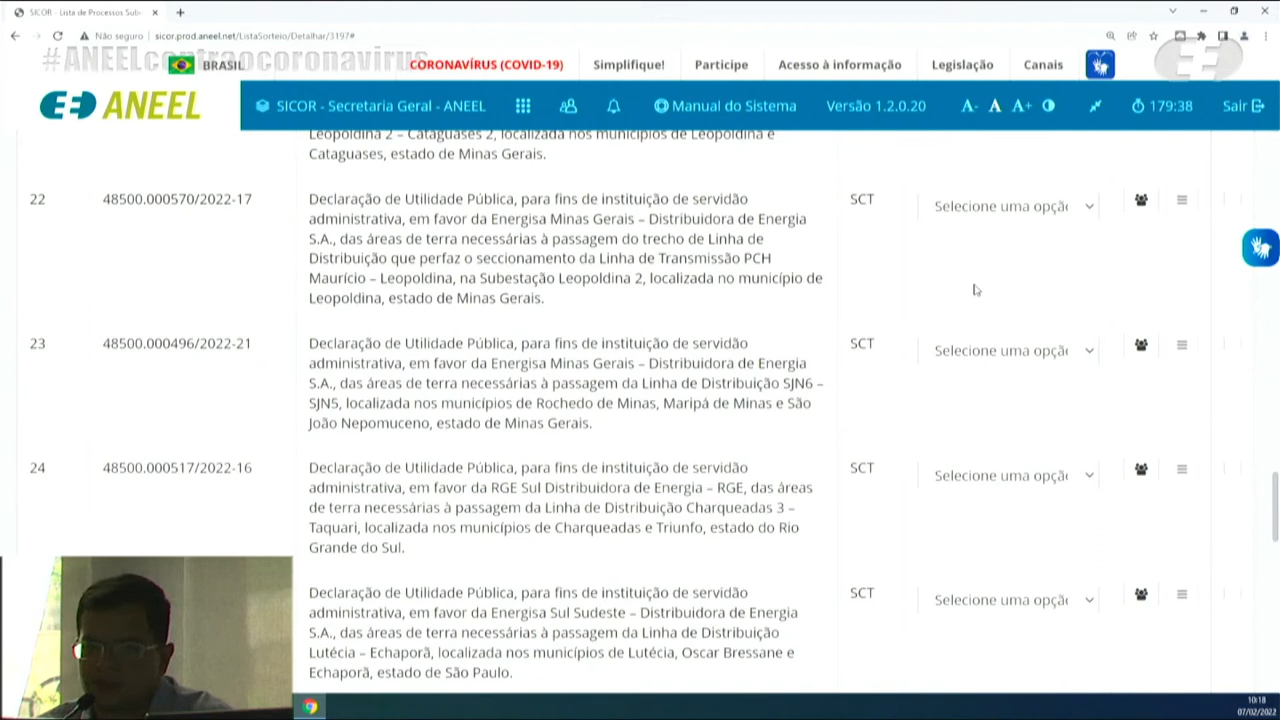 SICOR - Lista de Processos Sub
Não seguro | sicor.prod.aneel.net/ListaSorteio/Detalhar/3197#
#ANEELcontraocoronavírus
BRASIL
CORONAVÍRUS (COVID-19)
Simplifique!
Participe
Acesso à informação
Legislação
Canais
ANEEL
SICOR - Secretaria Geral - ANEEL
Manual do Sistema
Versão 1.2.0.20
A-
A
A+
179:38
Sair
Leopoldina 2 – Cataguases 2, localizada nos municípios de Leopoldina e
Cataguases, estado de Minas Gerais.
22
48500.000570/2022-17
Declaração de Utilidade Pública, para fins de instituição de servidão
administrativa, em favor da Energisa Minas Gerais – Distribuidora de Energia
S.A., das áreas de terra necessárias à passagem do trecho de Linha de
Distribuição que perfaz o seccionamento da Linha de Transmissão PCH
Maurício – Leopoldina, na Subestação Leopoldina 2, localizada no município de
Leopoldina, estado de Minas Gerais.
SCT
Selecione uma opçã
23
48500.000496/2022-21
Declaração de Utilidade Pública, para fins de instituição de servidão
administrativa, em favor da Energisa Minas Gerais – Distribuidora de Energia
S.A., das áreas de terra necessárias à passagem da Linha de Distribuição SJN6 –
SJN5, localizada nos municípios de Rochedo de Minas, Maripá de Minas e São
João Nepomuceno, estado de Minas Gerais.
SCT
Selecione uma opçã
24
48500.000517/2022-16
Declaração de Utilidade Pública, para fins de instituição de servidão
administrativa, em favor da RGE Sul Distribuidora de Energia – RGE, das áreas
de terra necessárias à passagem da Linha de Distribuição Charqueadas 3 –
Taquari, localizada nos municípios de Charqueadas e Triunfo, estado do Rio
Grande do Sul.
SCT
Selecione uma opçã
Declaração de Utilidade Pública, para fins de instituição de servidão
administrativa, em favor da Energisa Sul Sudeste – Distribuidora de Energia
S.A., das áreas de terra necessárias à passagem da Linha de Distribuição
Lutécia – Echaporã, localizada nos municípios de Lutécia, Oscar Bressane e
Echaporã, estado de São Paulo.
SCT
Selecione uma opçã
10:18
07/02/2022